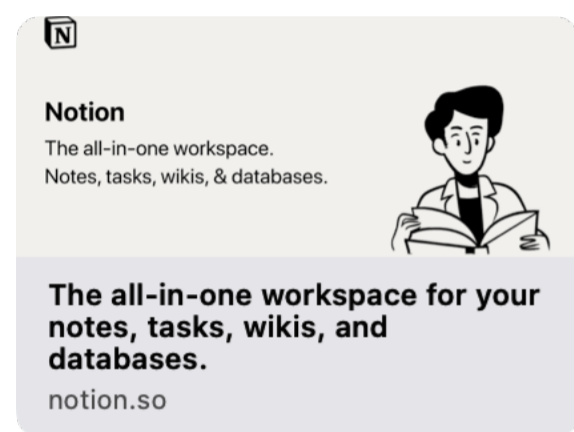 N
Notion
The all-in-one workspace.
Notes, tasks, wikis, & databases.
The all-in-one workspace for your
notes, tasks, wikis, and
databases.
notion.so